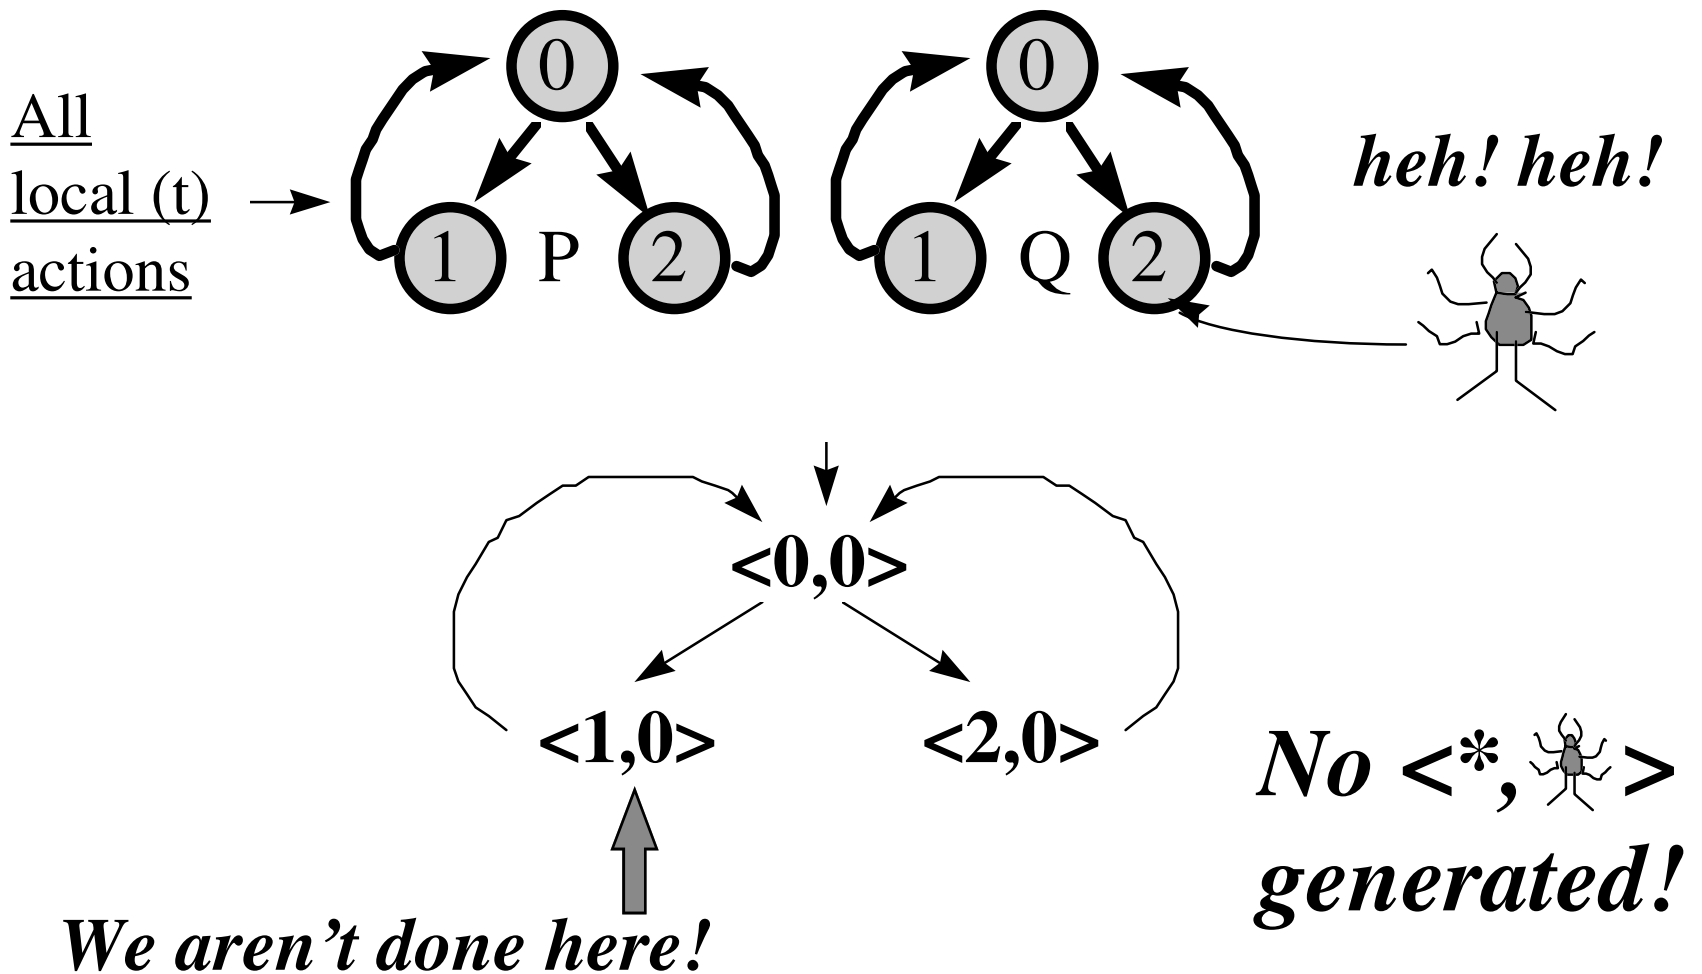 All
local (t)
actions
0
1 P 2
0
1 Q 2
heh! heh!
<0,0>
<1,0> <2,0>
No <*, >
generated!
We aren't done here!